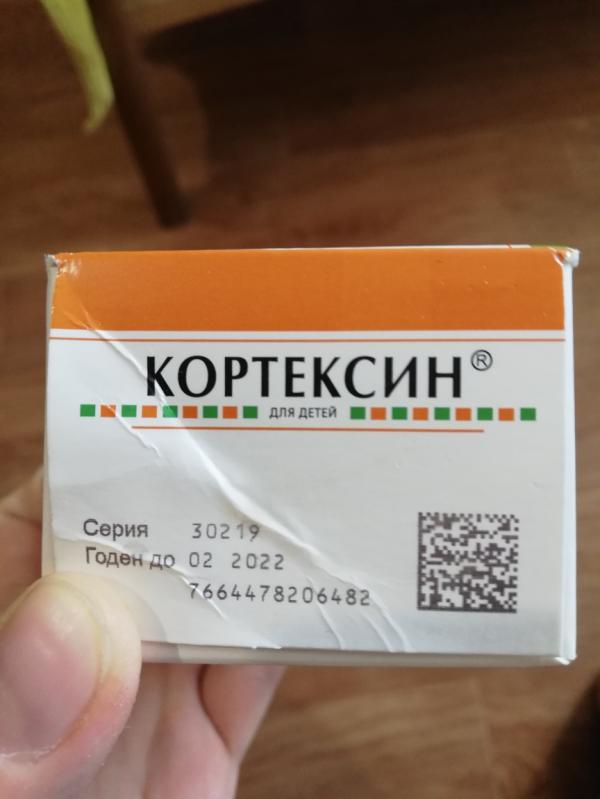 КОРТЕКСИН®
ДЛЯ ДЕТЕЙ
Серия 30219
Годен до 02 2022
7664478206482